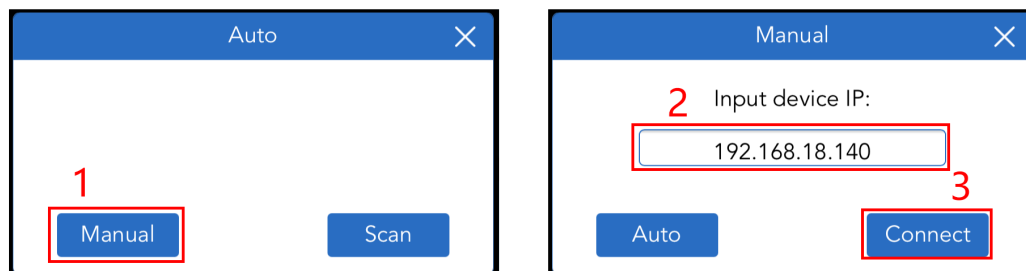 Auto
1
Manual
Scan
Manual
Input device IP:
2
192.168.18.140
3
Auto
Connect